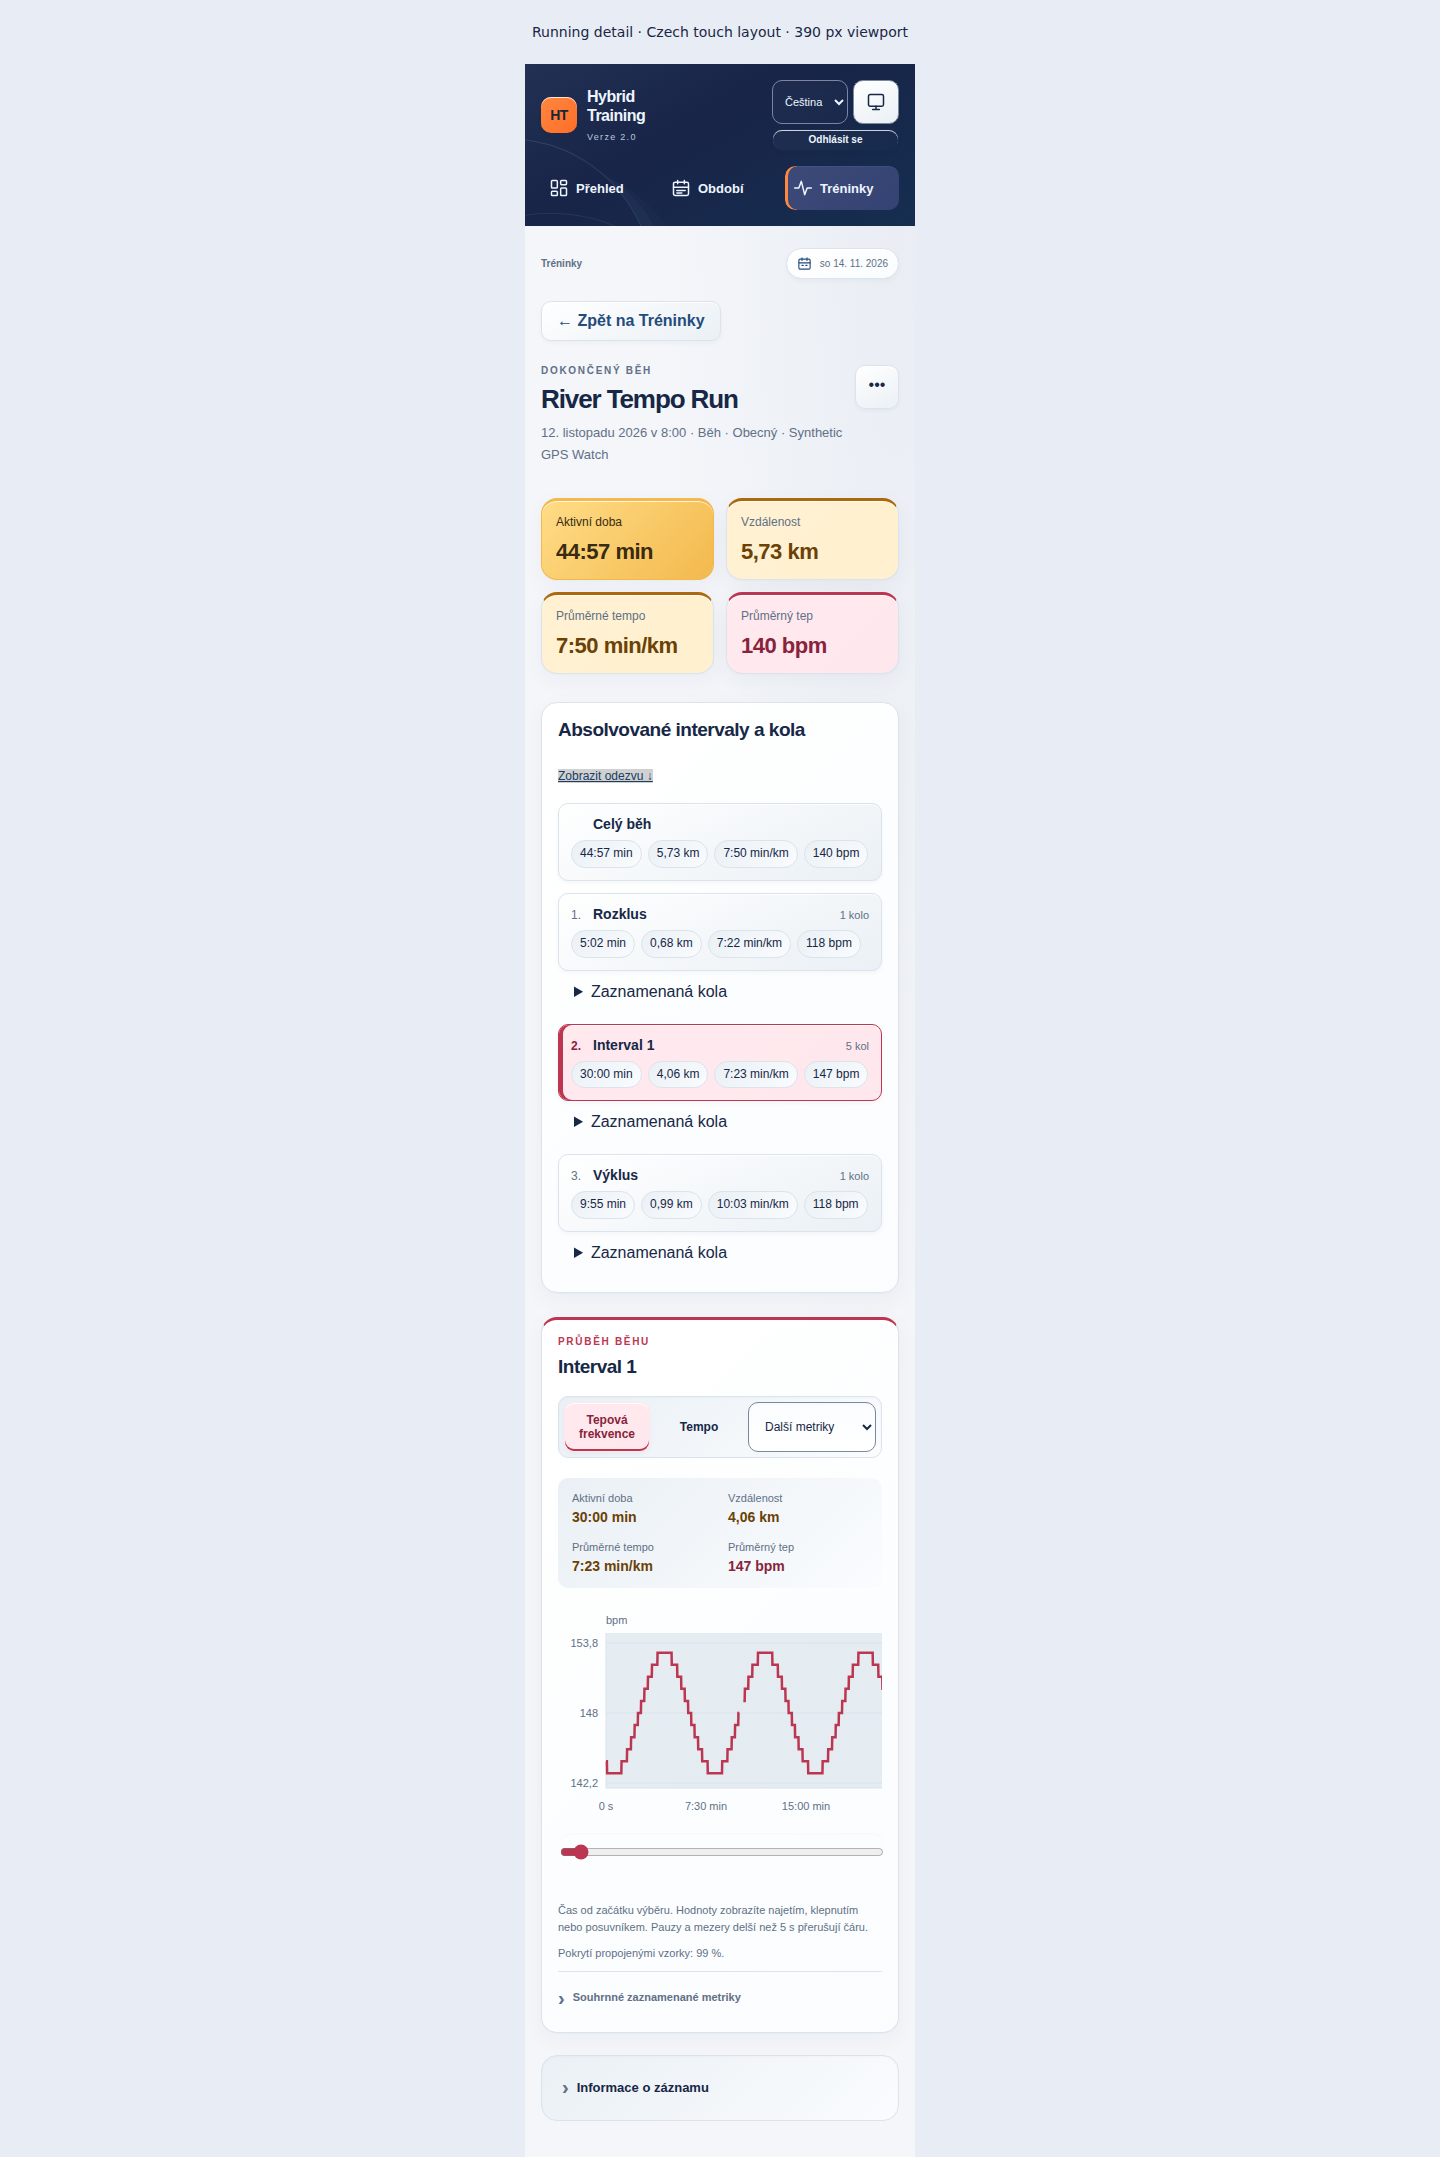 Running detail · Czech touch layout · 390 px viewport
HT
Hybrid
Training
Verze 2.0
Čeština
Odhlásit se
Přehled
Období
Tréninky
Tréninky
so 14. 11. 2026
← Zpět na Tréninky
DOKONČENÝ BĚH
River Tempo Run
•••
12. listopadu 2026 v 8:00 · Běh · Obecný · Synthetic
GPS Watch
Aktivní doba
44:57 min
Vzdálenost
5,73 km
Průměrné tempo
7:50 min/km
Průměrný tep
140 bpm
Absolvované intervaly a kola
Zobrazit odezvu ↓
Celý běh
44:57 min 5,73 km 7:50 min/km 140 bpm
1. Rozklus 1 kolo
5:02 min 0,68 km 7:22 min/km 118 bpm
▶ Zaznamenaná kola
2. Interval 1 5 kol
30:00 min 4,06 km 7:23 min/km 147 bpm
▶ Zaznamenaná kola
3. Výklus 1 kolo
9:55 min 0,99 km 10:03 min/km 118 bpm
▶ Zaznamenaná kola
PRŮBĚH BĚHU
Interval 1
Tepová
frekvence
Tempo
Další metriky
Aktivní doba
30:00 min
Vzdálenost
4,06 km
Průměrné tempo
7:23 min/km
Průměrný tep
147 bpm
bpm
153,8
148
142,2
0 s 7:30 min 15:00 min
Čas od začátku výběru. Hodnoty zobrazíte najetím, klepnutím
nebo posuvníkem. Pauzy a mezery delší než 5 s přerušují čáru.
Pokrytí propojenými vzorky: 99 %.
› Souhrnné zaznamenané metriky
› Informace o záznamu